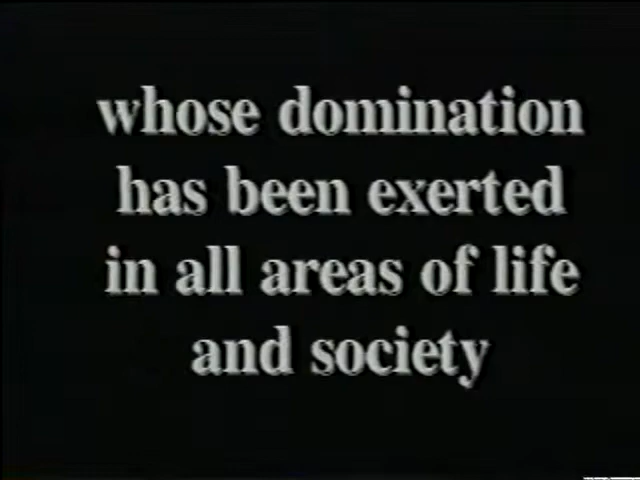 whose domination
has been exerted
in all areas of life
and society